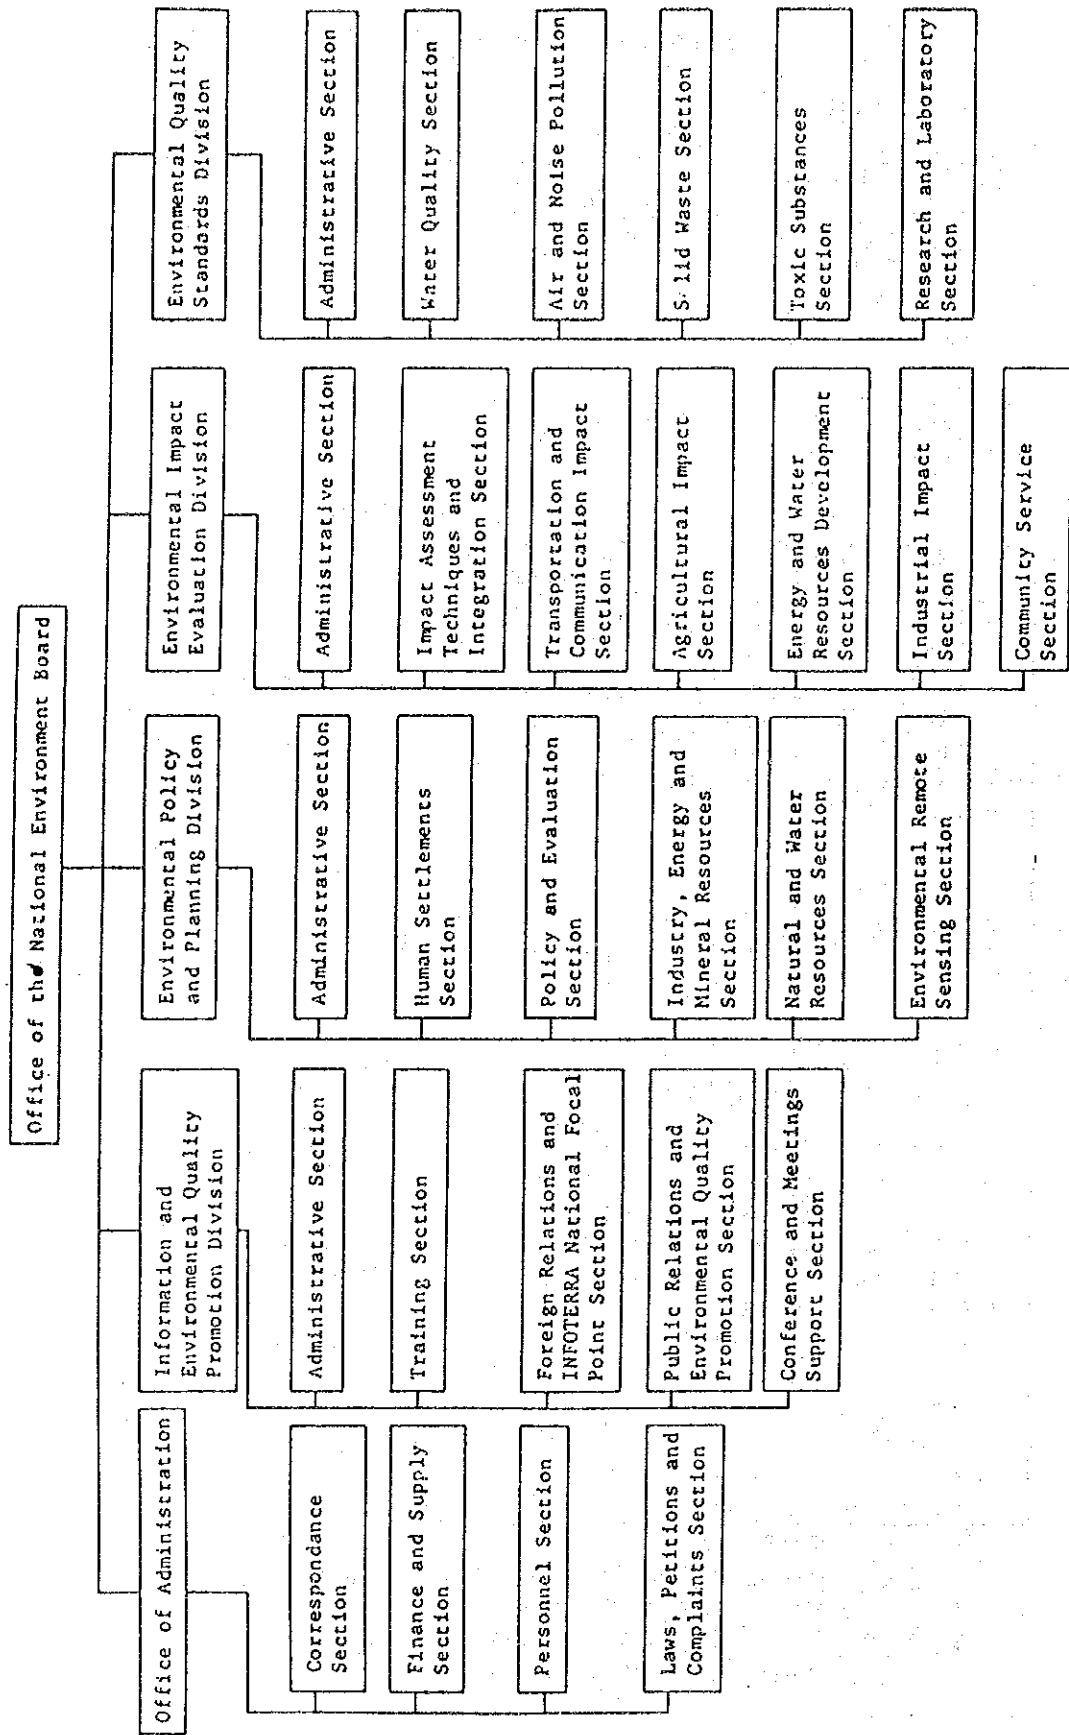 Office of the National Environment Board
Office of Administration
Correspondance
Section
Finance and Supply
Section
Personnel Section
Laws, Petitions and
Complaints Section
Information and
Environmental Quality
Promotion Division
Administrative Section
Training Section
Foreign Relations and
INFOTERRA National Focal
Point Section
Public Relations and
Environmental Quality
Promotion Section
Conference and Meetings
Support Section
Environmental Policy
and Planning Division
Administrative Section
Human Settlements
Section
Policy and Evaluation
Section
Industry, Energy and
Mineral Resources
Section
Natural and Water
Resources Section
Environmental Remote
Sensing Section
Environmental Impact
Evaluation Division
Administrative Section
Impact Assessment
Techniques and
Integration Section
Transportation and
Communication Impact
Section
Agricultural Impact
Section
Energy and Water
Resources Development
Section
Industrial Impact
Section
Community Service
Section
Environmental Quality
Standards Division
Administrative Section
Water Quality Section
Air and Noise Pollution
Section
Solid Waste Section
Toxic Substances
Section
Research and Laboratory
Section